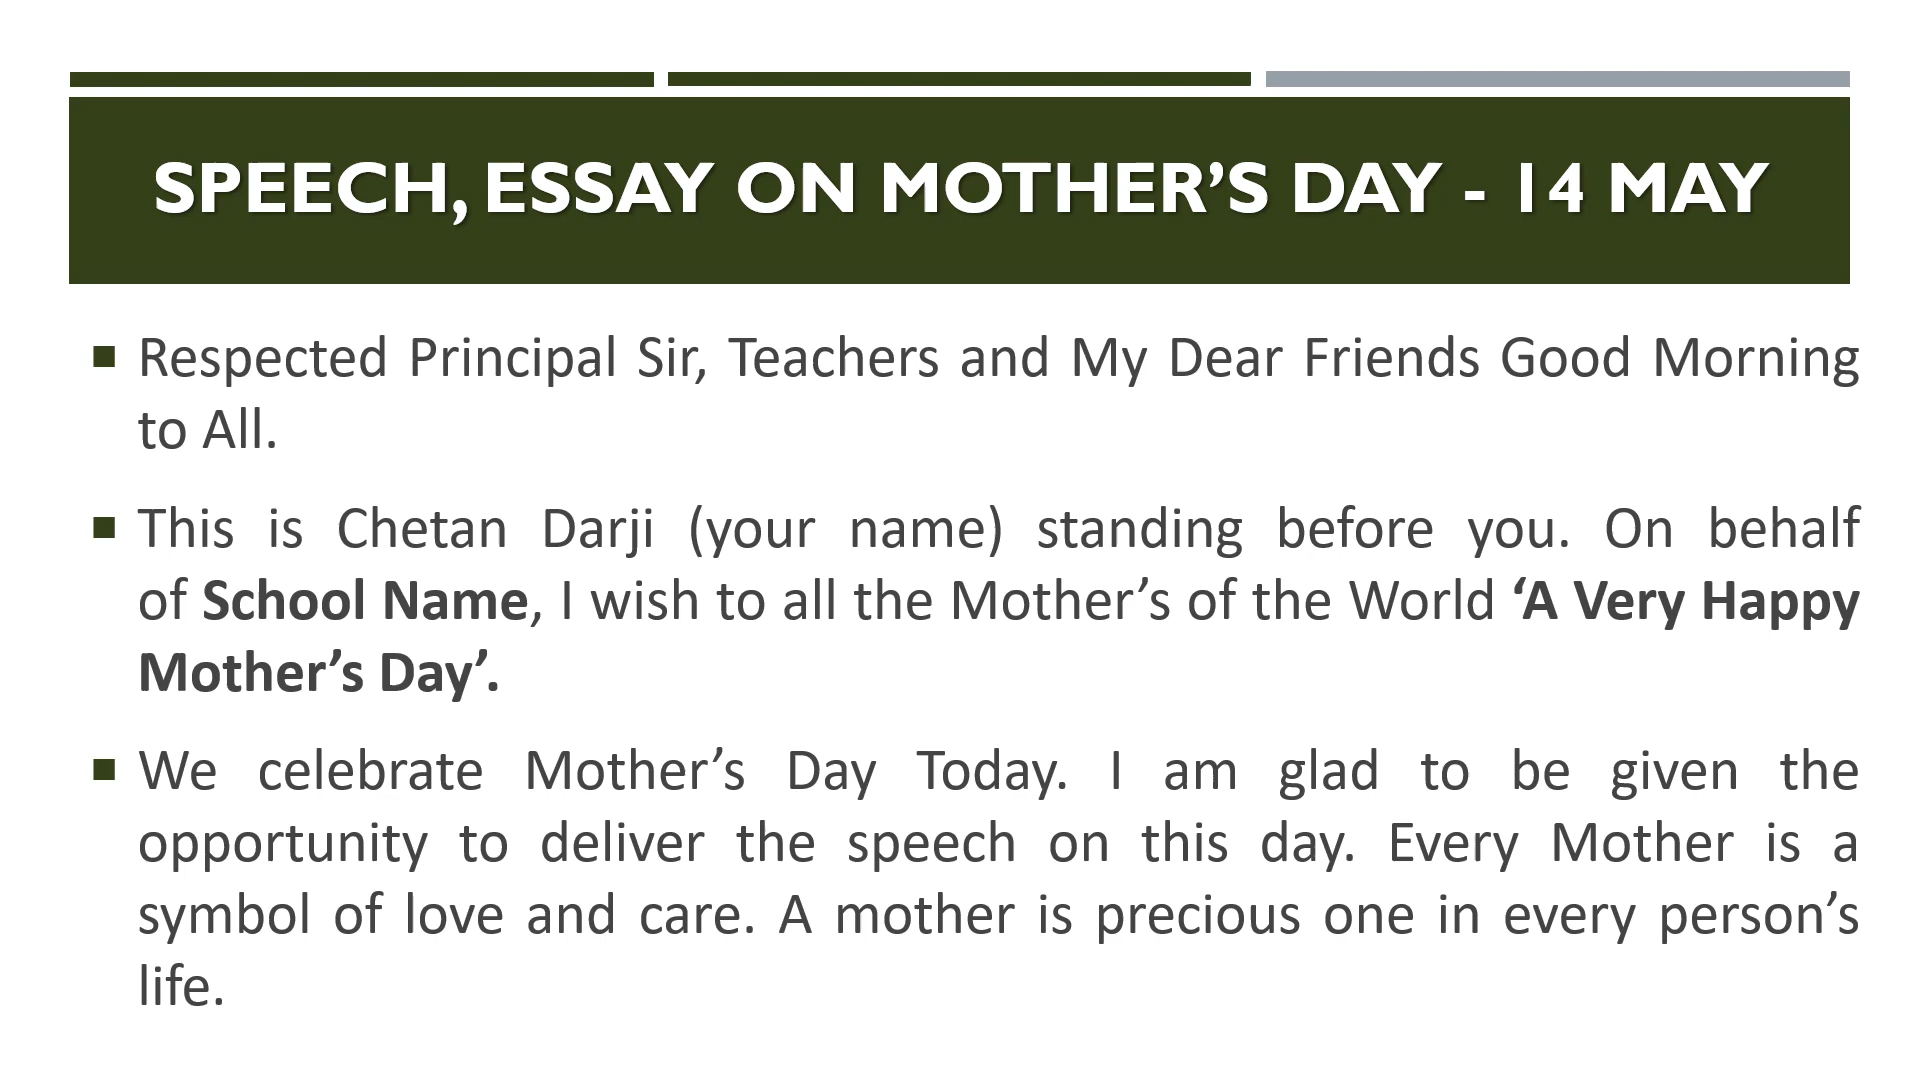 SPEECH, ESSAY ON MOTHER’S DAY - 14 MAY
Respected Principal Sir, Teachers and My Dear Friends Good Morning
to All.
This is Chetan Darji (your name) standing before you. On behalf
of School Name, I wish to all the Mother’s of the World ‘A Very Happy
Mother’s Day’.
We celebrate Mother’s Day Today. I am glad to be given the
opportunity to deliver the speech on this day. Every Mother is a
symbol of love and care. A mother is precious one in every person’s
life.